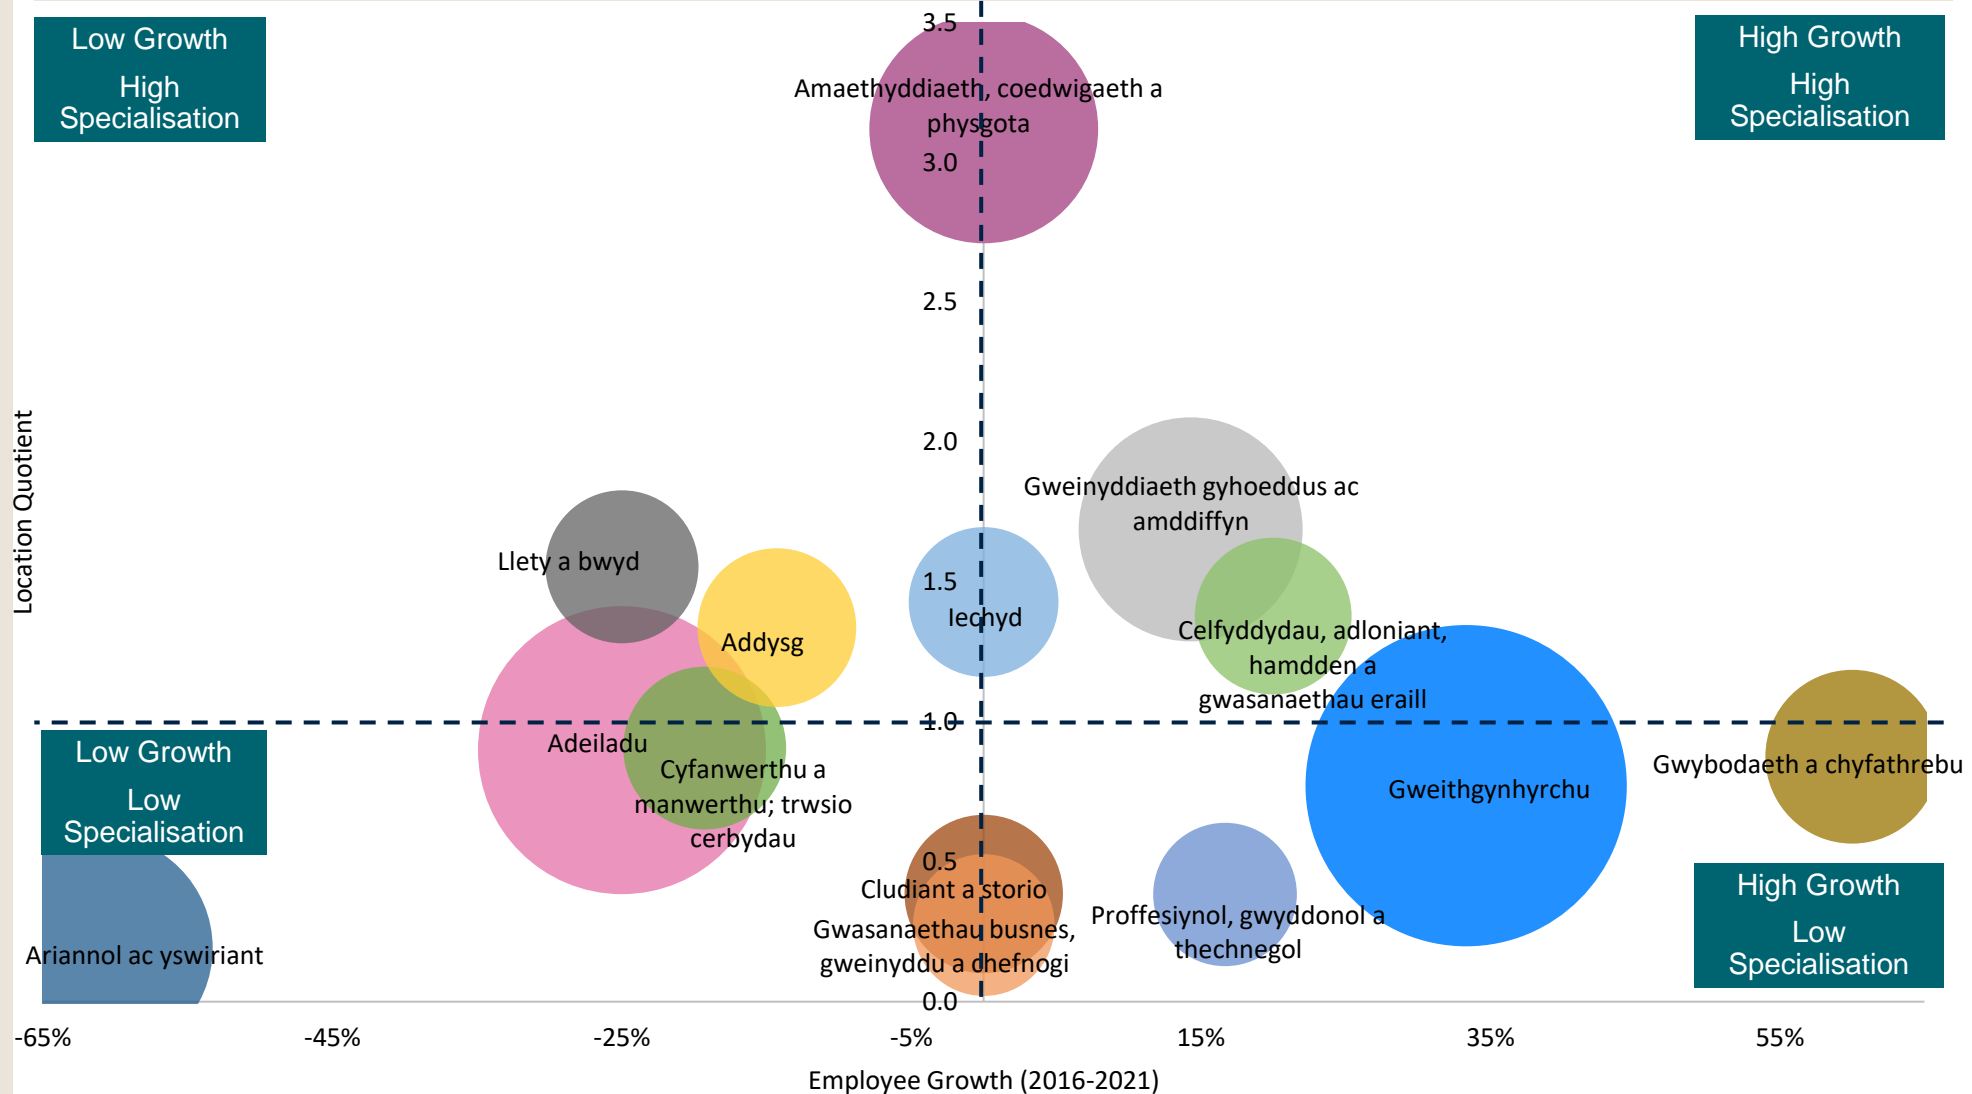 Low Growth
High
Specialisation
High Growth
High
Specialisation
3.5
Amaethyddiaeth, coedwigaeth a
physgota
3.0
2.5
2.0
Location Quotient
Gweinyddiaeth gyhoeddus ac
amddiffyn
Llety a bwyd
1.5
Iechyd
Addysg
Celfyddydau, adloniant,
hamdden a
gwasanaethau eraill
1.0
Low Growth
Low
Specialisation
Adeiladu
Cyfanwerthu a
manwerthu; trwsio
cerbydau
Gweithgynhyrchu
Gwybodaeth a chyfathrebu
0.5
Cludiant a storio
Gwasanaethau busnes,
gweinyddu a chefnogi
Proffesiynol, gwyddonol a
thechnegol
High Growth
Low
Specialisation
Ariannol ac yswiriant
0.0
-65% -45% -25% -5% 15% 35% 55%
Employee Growth (2016-2021)